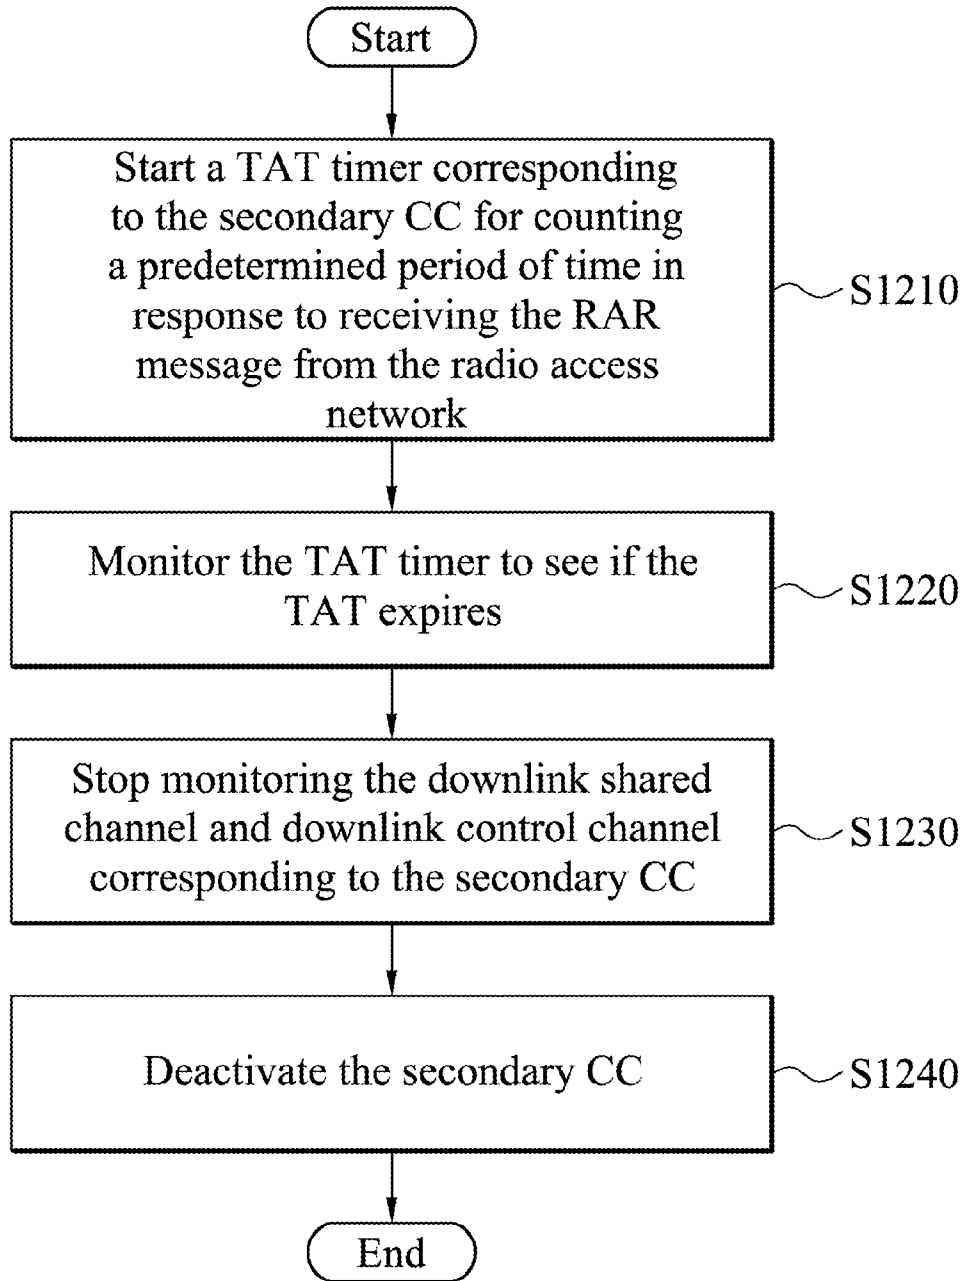 Start
Start a TAT timer corresponding
to the secondary CC for counting
a predetermined period of time in
response to receiving the RAR
message from the radio access
network
S1210
Monitor the TAT timer to see if the
TAT expires
S1220
Stop monitoring the downlink shared
channel and downlink control channel
corresponding to the secondary CC
S1230
Deactivate the secondary CC
S1240
End